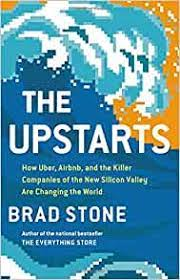 THE
UPSTARTS
How Uber, Airbnb, and the Killer
Companies of the New Silicon Valley
Are Changing the World
BRAD STONE
Author of the national bestseller
THE EVERYTHING STORE